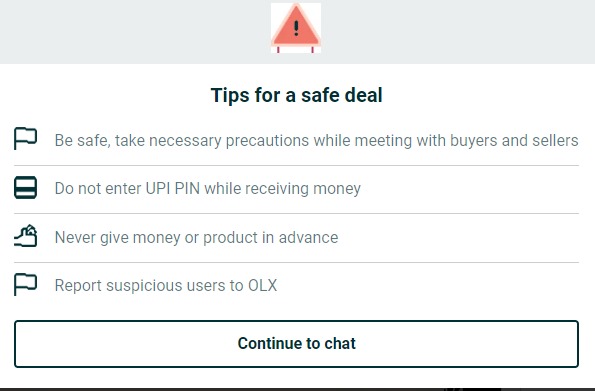 Tips for a safe deal
Be safe, take necessary precautions while meeting with buyers and sellers
Do not enter UPI PIN while receiving money
Never give money or product in advance
Report suspicious users to OLX
Continue to chat